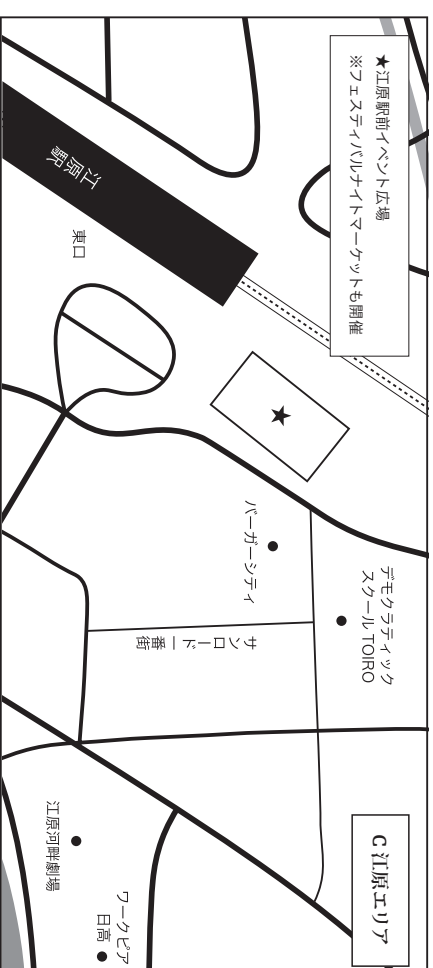 ★江原駅前イベント広場
※フェスティバルナイトマーケットも開催
江原駅
東口
バーガーシティ
デモクラティック
スクール TOIRO
サンロード一番街
C 江原エリア
江原河畔劇場
ワークピア
日高